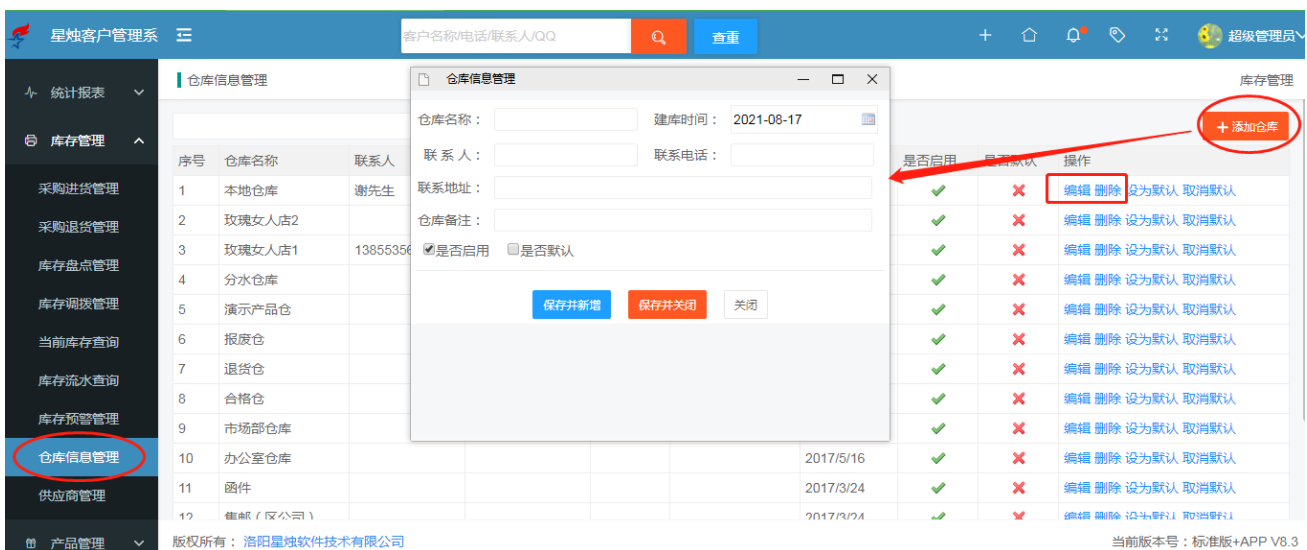 星烛客户管理系 客户名称/电话/联系人/QQ 查重 超级管理员
统计报表 仓库信息管理 仓库信息管理 库存管理
库存管理 仓库名称： 建库时间： 2021-08-17 添加仓库
序号 仓库名称 联系人 联 系 人： 联系电话： 是否启用 是否默认 操作
采购进货管理 1 本地仓库 谢先生 联系地址： 编辑 删除 设为默认 取消默认
采购退货管理 2 玫瑰女人店2 仓库备注： 编辑 删除 设为默认 取消默认
库存盘点管理 3 玫瑰女人店1 13855356 是否启用 是否默认 编辑 删除 设为默认 取消默认
4 分水仓库 编辑 删除 设为默认 取消默认
库存调拨管理 5 演示产品仓 保存并新增 保存并关闭 关闭 编辑 删除 设为默认 取消默认
当前库存查询 6 报废仓 编辑 删除 设为默认 取消默认
库存流水查询 7 退货仓 编辑 删除 设为默认 取消默认
8 合格仓 编辑 删除 设为默认 取消默认
库存预警管理 9 市场部仓库 编辑 删除 设为默认 取消默认
仓库信息管理 10 办公室仓库 2017/5/16 编辑 删除 设为默认 取消默认
供应商管理 11 函件 2017/3/24 编辑 删除 设为默认 取消默认
12 集邮（区公司） 2017/3/24 编辑 删除 设为默认 取消默认
产品管理 版权所有： 洛阳星烛软件技术有限公司 当前版本号：标准版+APP V8.3